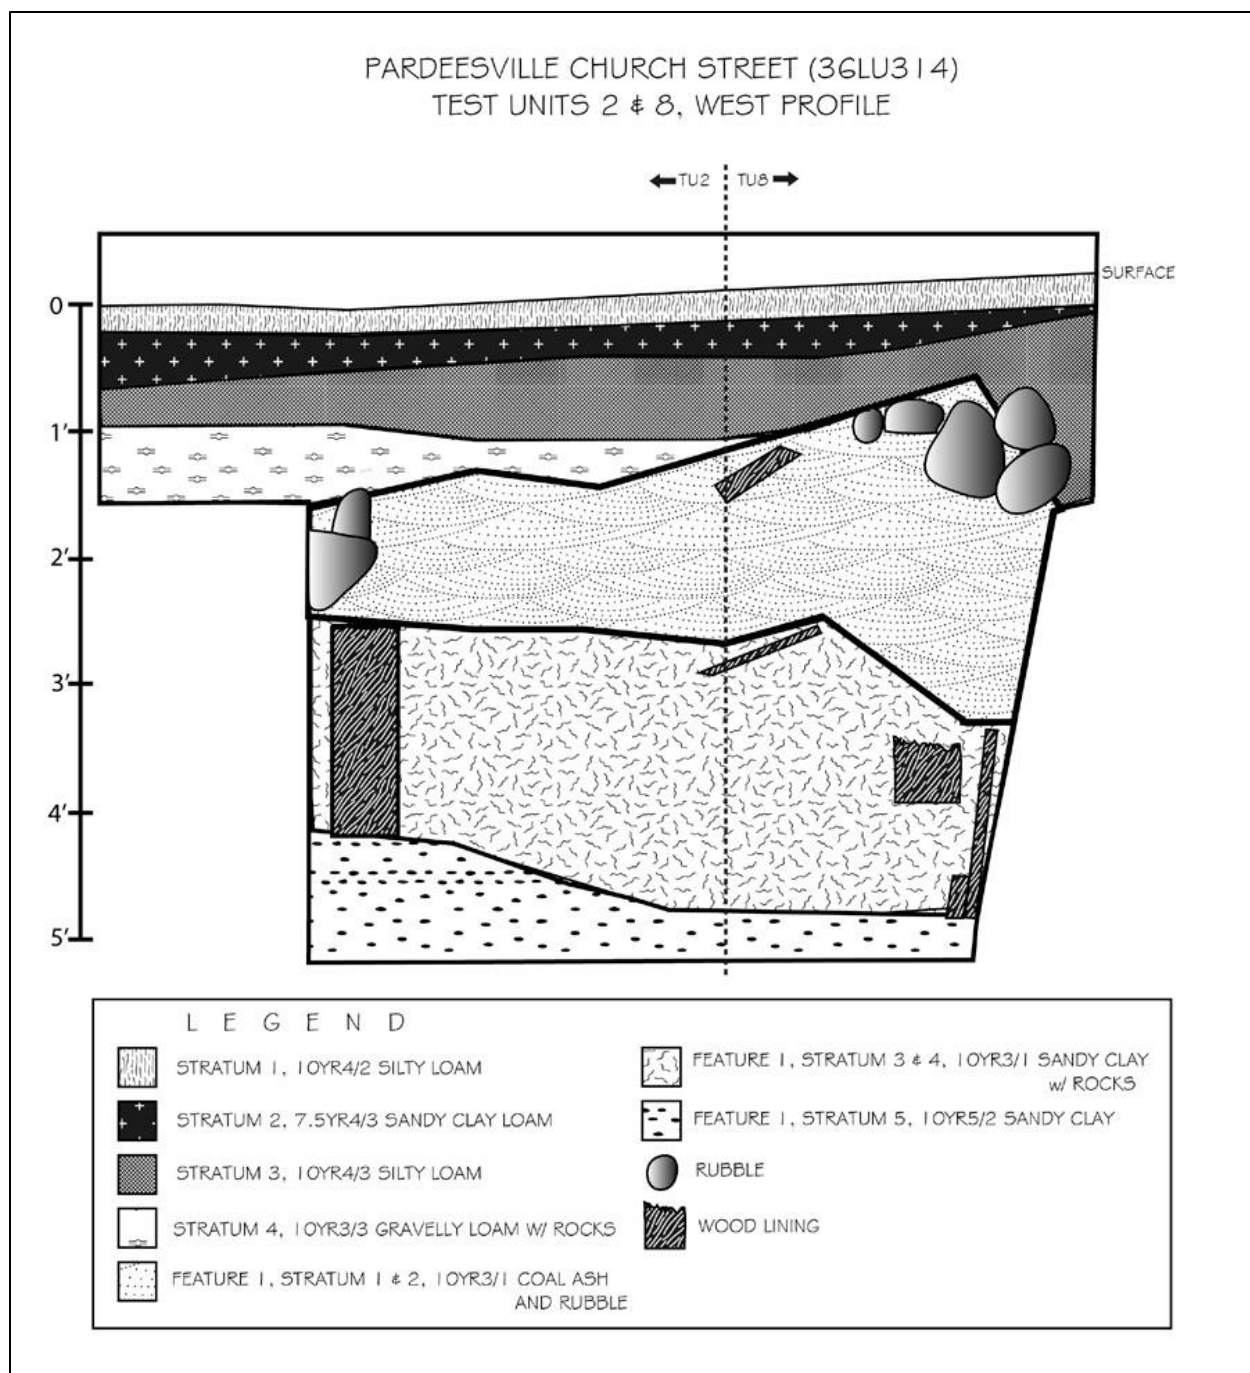 PARDEESVILLE CHURCH STREET (36LU314)
TEST UNITS 2 & 8, WEST PROFILE
TU2 TU8
SURFACE
0
1'
2'
3'
4'
5'
LEGEND
STRATUM 1, 10YR4/2 SILTY LOAM
STRATUM 2, 7.5YR4/3 SANDY CLAY LOAM
STRATUM 3, 10YR4/3 SILTY LOAM
STRATUM 4, 10YR3/3 GRAVELLY LOAM W/ ROCKS
FEATURE 1, STRATUM 1 & 2, 10YR3/1 COAL ASH
AND RUBBLE
FEATURE 1, STRATUM 3 & 4, 10YR3/1 SANDY CLAY
w/ ROCKS
FEATURE 1, STRATUM 5, 10YR5/2 SANDY CLAY
RUBBLE
WOOD LINING